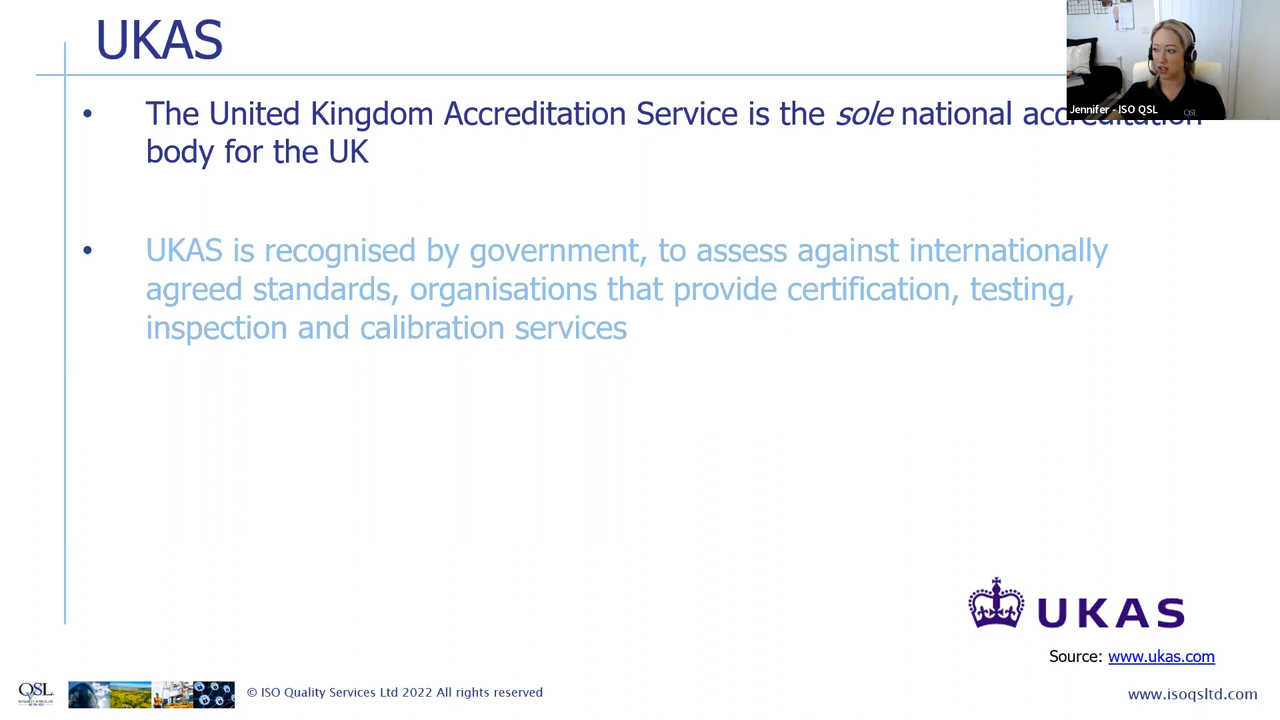 UKAS
Jennifer - ISO QSL
QSL
• The United Kingdom Accreditation Service is the sole national accreditation
body for the UK
• UKAS is recognised by government, to assess against internationally
agreed standards, organisations that provide certification, testing,
inspection and calibration services
UKAS
Source: www.ukas.com
QSL
© ISO Quality Services Ltd 2022 All rights reserved
www.isoqsltd.com